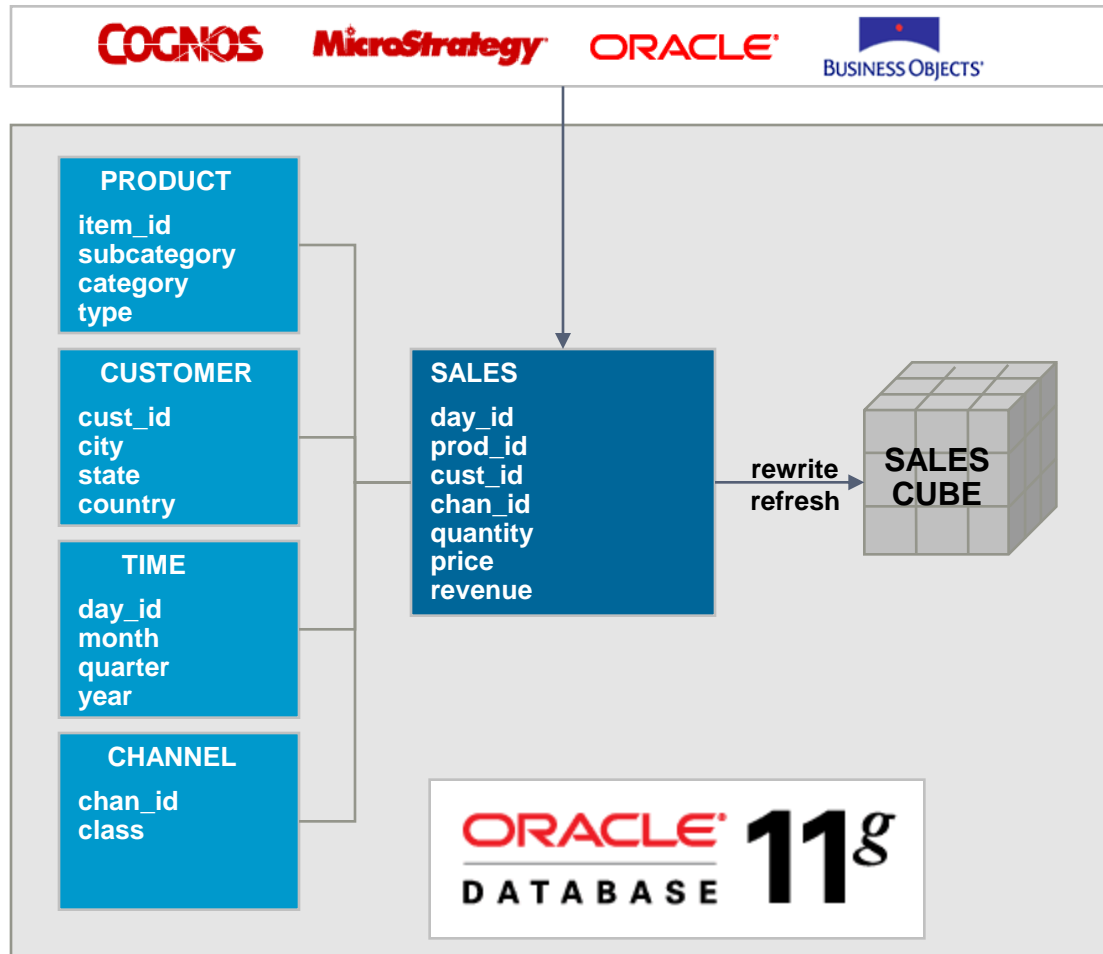 COGNOS MicroStrategy ORACLE BUSINESS OBJECTS
PRODUCT
item_id
subcategory
category
type
CUSTOMER
cust_id
city
state
country
TIME
day_id
month
quarter
year
CHANNEL
chan_id
class
SALES
day_id
prod_id
cust_id
chan_id
quantity
price
revenue
rewrite
refresh
SALES
CUBE
ORACLE
DATABASE
11g